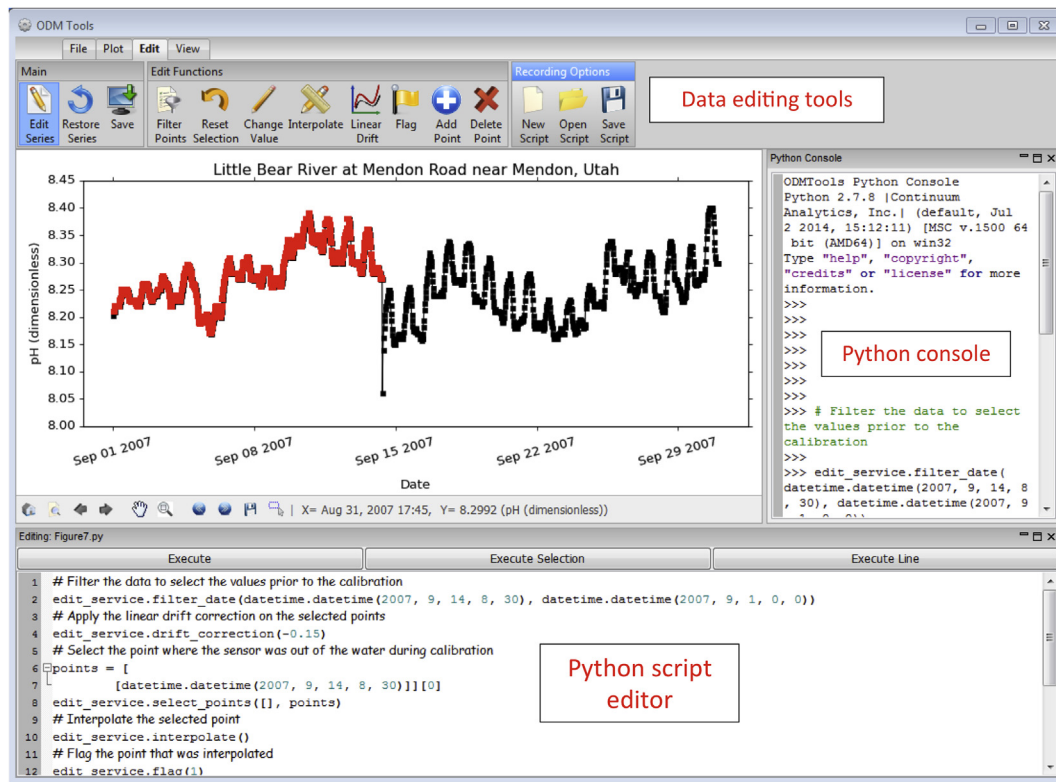 ODM Tools
File Plot Edit View
Main
Edit Functions
Recording Options
Edit Series
Restore Series
Save
Filter Points
Reset Selection
Change Value
Interpolate
Linear Drift
Flag
Add Point
Delete Point
New Script
Open Script
Save Script
Data editing tools
Little Bear River at Mendon Road near Mendon, Utah
8.45
8.40
8.35
8.30
8.25
8.20
8.15
8.10
8.05
8.00
pH (dimensionless)
Sep 01 2007
Sep 08 2007
Sep 15 2007
Sep 22 2007
Sep 29 2007
Date
X= Aug 31, 2007 17:45, Y= 8.2992 (pH (dimensionless))
Python Console
ODMTools Python Console
Python 2.7.8 |Continuum
Analytics, Inc.| (default, Jul
2 2014, 15:12:11) [MSC v.1500 64
bit (AMD64)] on win32
Type "help", "copyright",
"credits" or "license" for more
information.
>>>
>>>
>>>
>>>
>>>
>>>
>>>
>>> # Filter the data to select
the values prior to the
calibration
>>>
>>> edit_service.filter_date(
datetime.datetime(2007, 9, 14, 8
, 30), datetime.datetime(2007, 9
, 1, 0, 0))
Python console
Editing: Figure7.py
Execute
Execute Selection
Execute Line
1 # Filter the data to select the values prior to the calibration
2 edit_service.filter_date(datetime.datetime(2007, 9, 14, 8, 30), datetime.datetime(2007, 9, 1, 0, 0))
3 # Apply the linear drift correction on the selected points
4 edit_service.drift_correction(-0.15)
5 # Select the point where the sensor was out of the water during calibration
6 points = [
7 [datetime.datetime(2007, 9, 14, 8, 30)]][0]
8 edit_service.select_points([], points)
9 # Interpolate the selected point
10 edit_service.interpolate()
11 # Flag the point that was interpolated
12 edit_service.flag(1)
Python script
editor